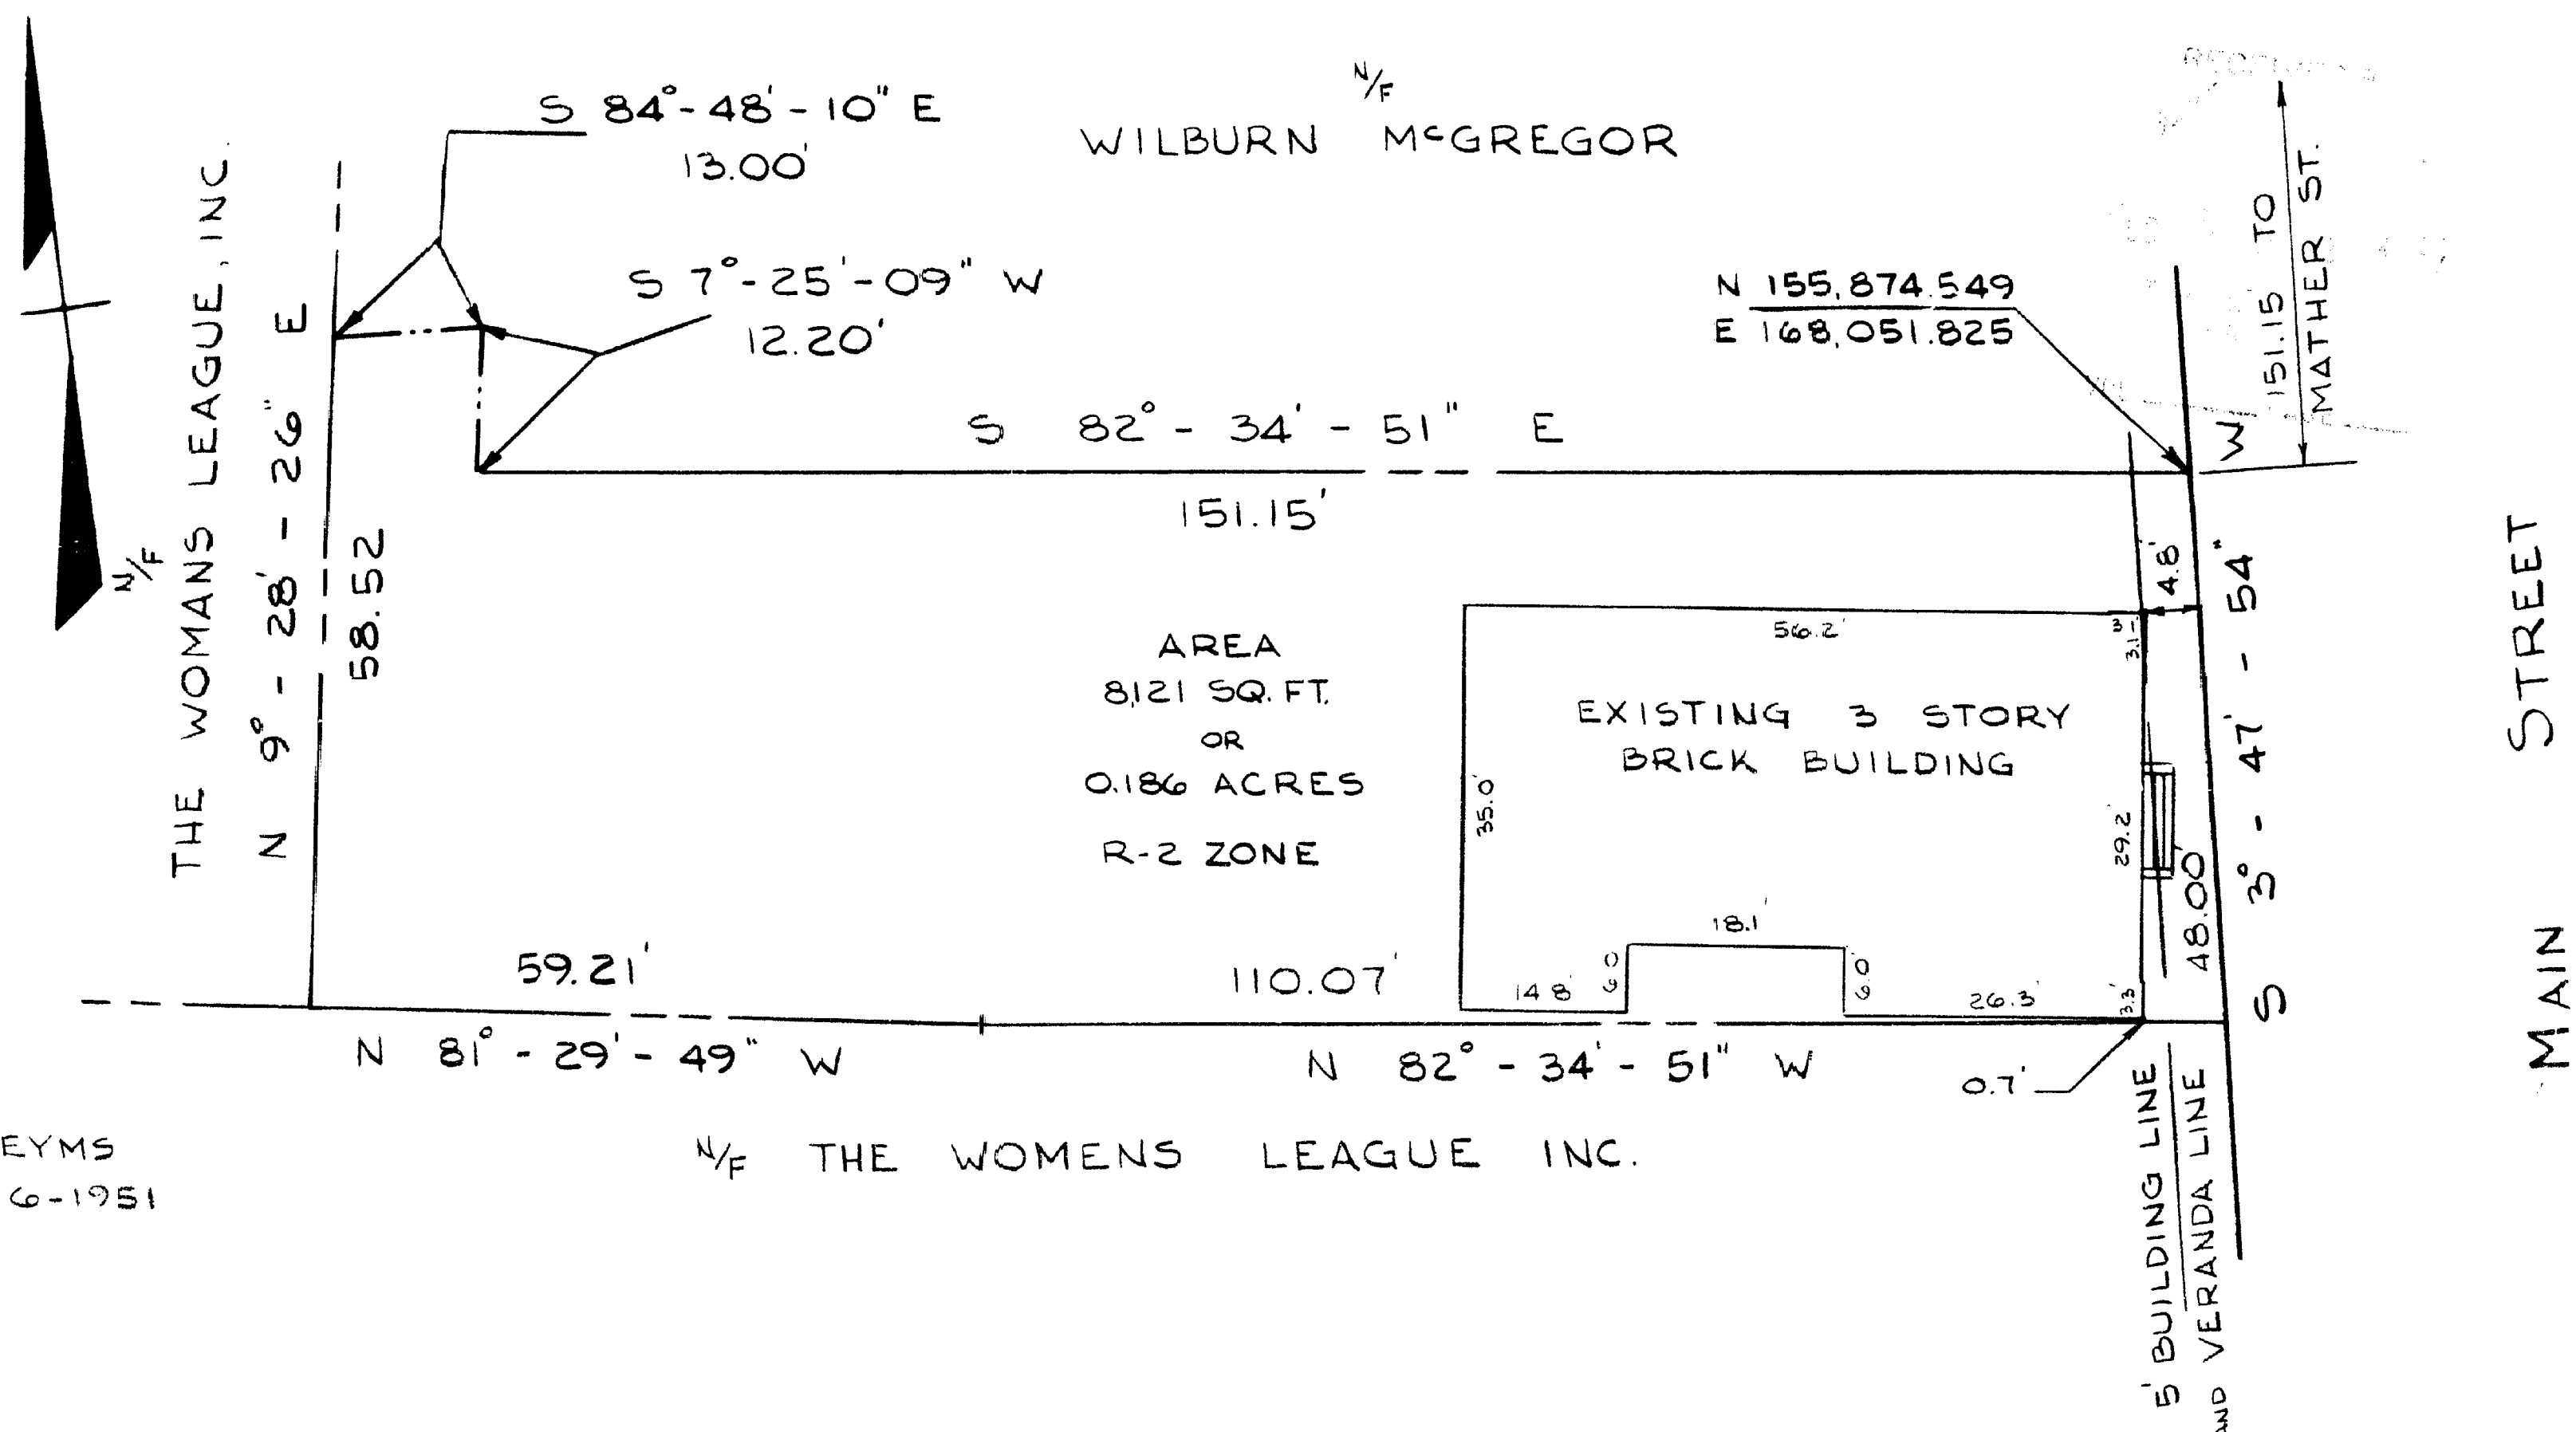 S 84°-48'-10" E
13.00'
N/F
WILBURN McGREGOR
151.15 TO
MATHER ST.
S 7°-25'-09" W
12.20'
N 155,874.549
E 168,051.825
N/F
THE WOMANS LEAGUE, INC.
N 9° - 28' - 26" E
58.52
S 82° - 34' - 51" E
151.15'
AREA
8,121 SQ. FT.
OR
0.186 ACRES
R-2 ZONE
EXISTING 3 STORY
BRICK BUILDING
56.2'
35.0'
14.8'
6.0
18.1'
6.0'
26.3'
3.3'
29.2'
3.1'
4.8'
48.00'
S 3° - 47' - 54" W
MAIN STREET
59.21'
110.07'
N 81° - 29' - 49" W
N 82° - 34' - 51" W
0.7'
N/F THE WOMENS LEAGUE INC.
5' BUILDING LINE
AND VERANDA LINE
EYMS
6-1951